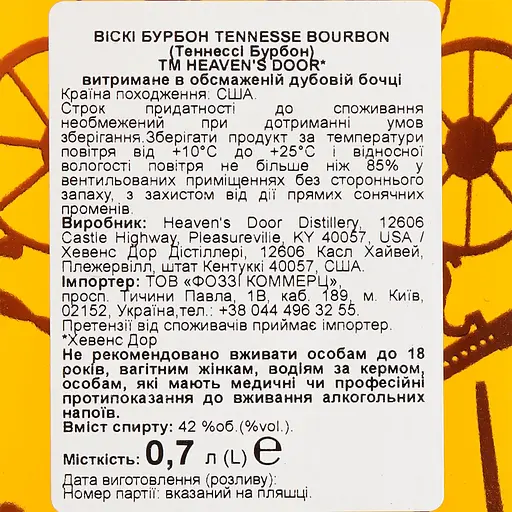 ВІСКІ БУРБОН TENNESSE BOURBON
(Теннессі Бурбон)
ТМ HEAVEN'S DOOR*
витримане в обсмаженій дубовій бочці
Країна походження: США.
Строк придатності до споживання
необмежений при дотриманні умов
зберігання.Зберігати продукт за температури
повітря від +10°C до +25°C і відносної
вологості повітря не більше ніж 85% у
вентильованих приміщеннях без стороннього
запаху, з захистом від дії прямих сонячних
променів.
Виробник: Heaven's Door Distillery, 12606
Castle Highway, Pleasureville, KY 40057, USA /
Хевенс Дор Дістіллері, 12606 Касл Хайвей,
Плежервілл, штат Кентуккі 40057, США.
Імпортер: ТОВ «ФОЗЗІ КОММЕРЦ»,
просп. Тичини Павла, 1В, каб. 189, м. Київ,
02152, Україна,тел.: +38 044 496 32 55.
Претензії від споживачів приймає імпортер.
*Хевенс Дор
Не рекомендовано вживати особам до 18
років, вагітним жінкам, водіям за кермом,
особам, які мають медичні чи професійні
протипоказання до вживання алкогольних
напоїв.
Вміст спирту: 42 %об.(%vol.).
Місткість: 0,7 л (L) ℮
Дата виготовлення (розливу):
Номер партії: вказаний на пляшці.